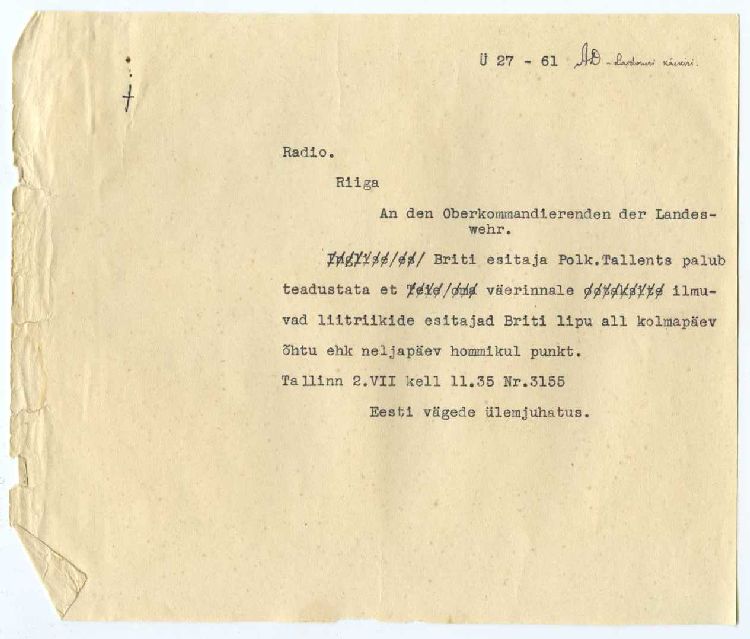 Ü 27 - 61 ÄD
Radio.
Riiga
An den Oberkommandierenden der Landes-
wehr.
Briti esitaja Polk.Tallents palub
teadustata et väerinnale ilmu-
vad liitriikide esitajad Briti lipu all kolmapäev
õhtu ehk neljapäev hommikul punkt.
Tallinn 2.VII kell 11.35 Nr.3155
Eesti vägede ülemjuhatus.